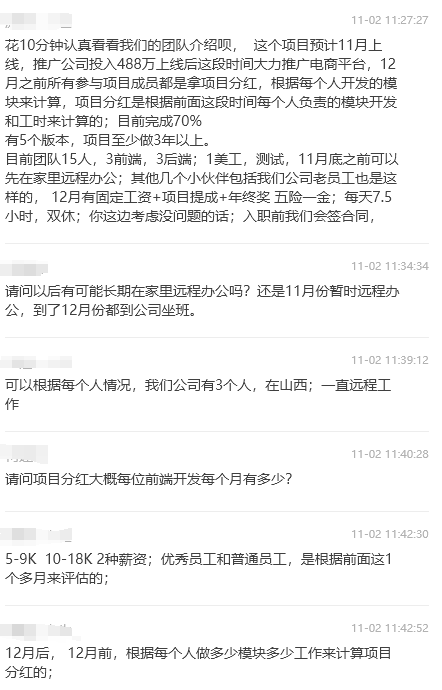 11-02 11:27:27
花10分钟认真看看我们的团队介绍呗， 这个项目预计11月上
线，推广公司投入488万上线后这段时间大力推广电商平台，12
月之前所有参与项目成员都是拿项目分红，根据每个人开发的模
块来计算，项目分红是根据前面这段时间每个人负责的模块开发
和工时来计算的；目前完成70%
有5个版本，项目至少做3年以上。
目前团队15人，3前端，3后端；1美工，测试，11月底之前可以
先在家里远程办公；其他几个小伙伴包括我们公司老员工也是这
样的， 12月有固定工资+项目提成+年终奖 五险一金；每天7.5
小时，双休；你这边考虑没问题的话；入职前我们会签合同，
11-02 11:34:34
请问以后有可能长期在家里远程办公吗？还是11月份暂时远程办
公，到了12月份都到公司坐班。
11-02 11:39:12
可以根据每个人情况，我们公司有3个人，在山西；一直远程工
作
11-02 11:40:28
请问项目分红大概每位前端开发每个月有多少？
11-02 11:42:30
5-9K 10-18K 2种薪资；优秀员工和普通员工，是根据前面这1
个多月来评估的；
11-02 11:42:52
12月后， 12月前，根据每个人做多少模块多少工作来计算项目
分红的；